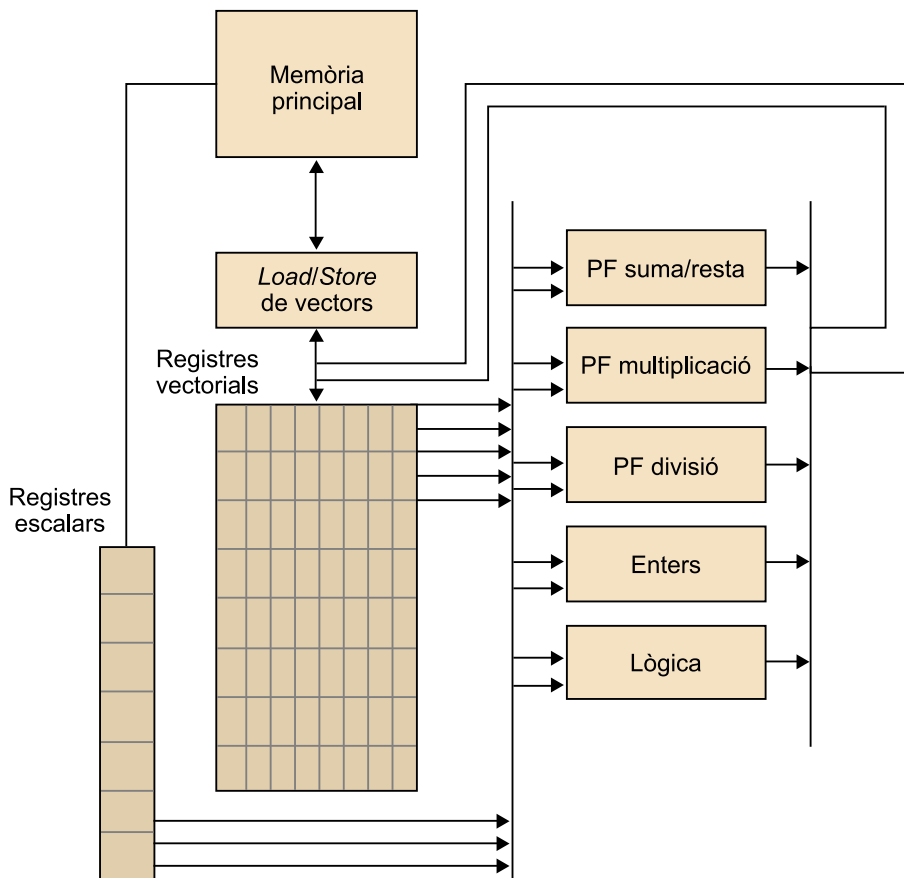 Memòria
principal
Load/Store
de vectors
Registres
vectorials
Registres
escalars
PF suma/resta
PF multiplicació
PF divisió
Enters
Lògica